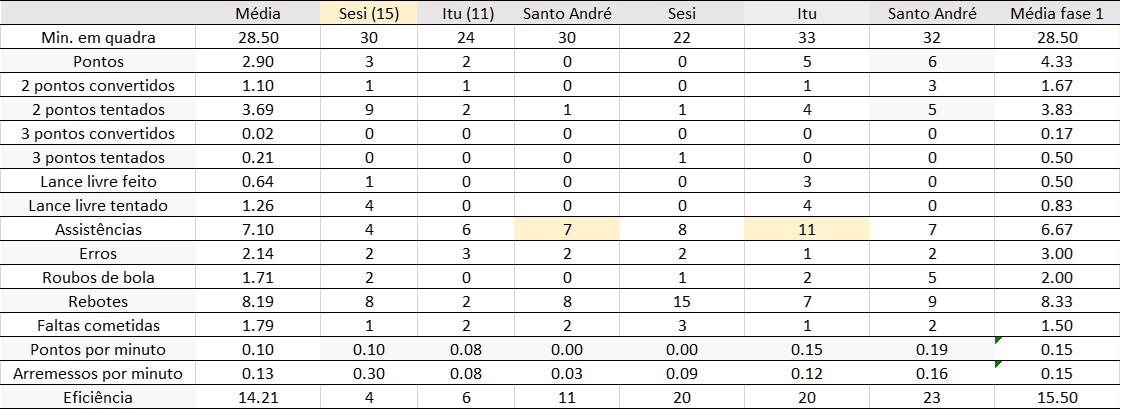 Média Sesi (15) Itu (11) Santo André Sesi Itu Santo André Média fase 1
Min. em quadra 28.50 30 24 30 22 33 32 28.50
Pontos 2.90 3 2 0 0 5 6 4.33
2 pontos convertidos 1.10 1 1 0 0 1 3 1.67
2 pontos tentados 3.69 9 2 1 1 4 5 3.83
3 pontos convertidos 0.02 0 0 0 0 0 0 0.17
3 pontos tentados 0.21 0 0 0 1 0 0 0.50
Lance livre feito 0.64 1 0 0 0 3 0 0.50
Lance livre tentado 1.26 4 0 0 0 4 0 0.83
Assistências 7.10 4 6 7 8 11 7 6.67
Erros 2.14 2 3 2 2 1 2 3.00
Roubos de bola 1.71 2 0 0 1 2 5 2.00
Rebotes 8.19 8 2 8 15 7 9 8.33
Faltas cometidas 1.79 1 2 2 3 1 2 1.50
Pontos por minuto 0.10 0.10 0.08 0.00 0.00 0.15 0.19 0.15
Arremessos por minuto 0.13 0.30 0.08 0.03 0.09 0.12 0.16 0.15
Eficiência 14.21 4 6 11 20 20 23 15.50